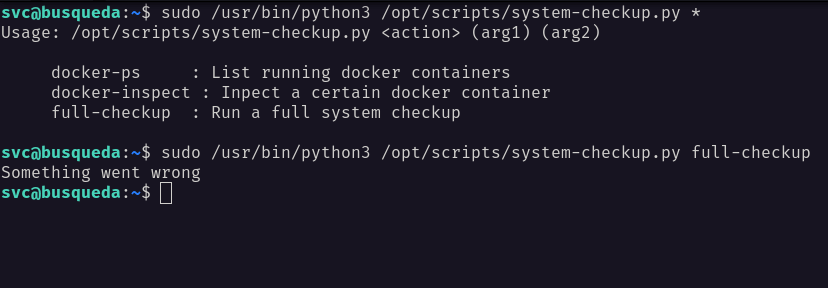 svc@busqueda:~$ sudo /usr/bin/python3 /opt/scripts/system-checkup.py *
Usage: /opt/scripts/system-checkup.py <action> (arg1) (arg2)
docker-ps     : List running docker containers
docker-inspect : Inpect a certain docker container
full-checkup  : Run a full system checkup
svc@busqueda:~$ sudo /usr/bin/python3 /opt/scripts/system-checkup.py full-checkup
Something went wrong
svc@busqueda:~$